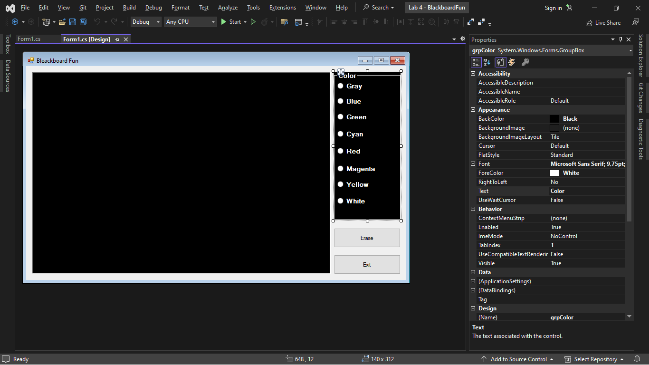 File Edit View Git Project Build Debug Format Test Analyze Tools Extensions Window Help Search Lab 4 - BlackboardFun Sign in
Debug Any CPU Start Live Share
Form1.cs Form1.cs [Design]
Toolbox
Data Sources
Bleackboard Fun
Color
Gray
Blue
Green
Cyan
Red
Magenta
Yellow
White
Erase
Exit
Properties
grpColor System.Windows.Forms.GroupBox
Accessibility
AccessibleDescription
AccessibleName
AccessibleRole Default
Appearance
BackColor Black
BackgroundImage (none)
BackgroundImageLayout Tile
Cursor Default
FlatStyle Standard
Font Microsoft Sans Serif; 9.75pt;
ForeColor White
RightToLeft No
Text Color
UseWaitCursor False
Behavior
ContextMenuStrip (none)
Enabled True
ImeMode NoControl
TabIndex 1
UseCompatibleTextRenderin False
Visible True
Data
(ApplicationSettings)
(DataBindings)
Tag
Design
(Name) grpColor
Text
The text associated with the control.
Solution Explorer
Git Changes
Diagnostic Tools
Ready 648 , 12 140 x 312 Add to Source Control Select Repository